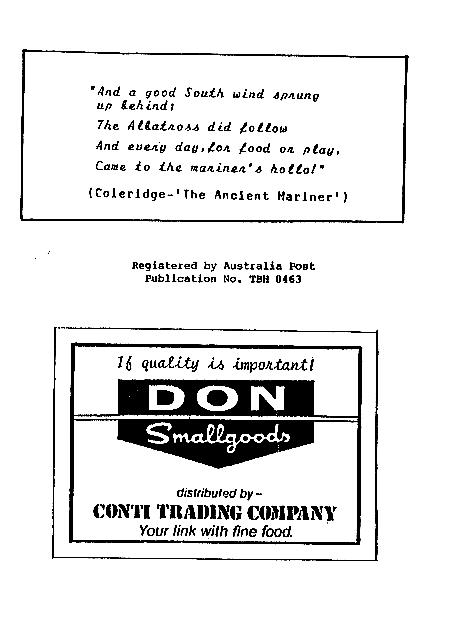 "And a good South wind sprung
up behind;
The Albatross did follow
And every day, for food or play,
Came to the mariner's hollo!"
(Coleridge-'The Ancient Mariner')
Registered by Australia Post
Publication No. TBH 0463
If quality is important!
DON
Smallgoods
distributed by -
CONTI TRADING COMPANY
Your link with fine food.